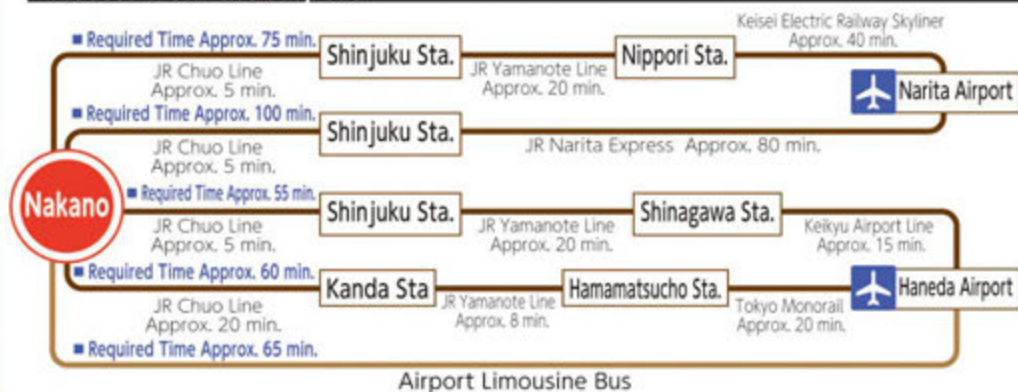 Keisei Electric Railway Skyliner
Approx. 40 min.
■ Required Time Approx. 75 min.
Shinjuku Sta.
Nippori Sta.
JR Chuo Line
Approx. 5 min.
JR Yamanote Line
Approx. 20 min.
Narita Airport
■ Required Time Approx. 100 min.
Shinjuku Sta.
JR Chuo Line
Approx. 5 min.
JR Narita Express Approx. 80 min.
Nakano
■ Required Time Approx. 55 min.
Shinjuku Sta.
Shinagawa Sta.
JR Chuo Line
Approx. 5 min.
JR Yamanote Line
Approx. 20 min.
Keikyu Airport Line
Approx. 15 min.
■ Required Time Approx. 60 min.
Kanda Sta
Hamamatsucho Sta.
Haneda Airport
JR Chuo Line
Approx. 20 min.
JR Yamanote Line
Approx. 8 min.
Tokyo Monorail
Approx. 20 min.
■ Required Time Approx. 65 min.
Airport Limousine Bus